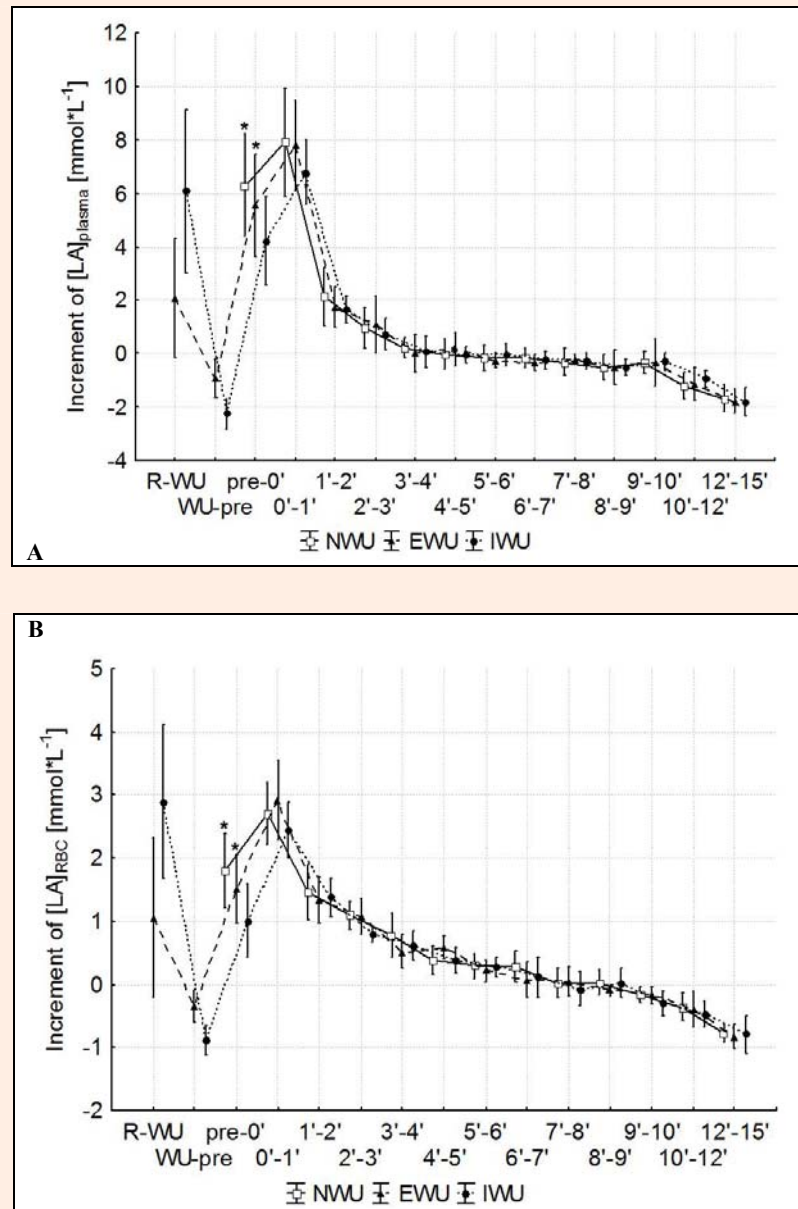 Increment of [LA]plasma [mmol*L-1]
12
10
8
6
4
2
0
-2
-4
* *
R-WU pre-0' 1'-2' 3'-4' 5'-6' 7'-8' 9'-10' 12'-15'
WU-pre 0'-1' 2'-3' 4'-5' 6'-7' 8'-9' 10'-12'
NWU EWU IWU
A
B
Increment of [LA]RBC [mmol*L-1]
5
4
3
2
1
0
-1
-2
* *
R-WU pre-0' 1'-2' 3'-4' 5'-6' 7'-8' 9'-10' 12'-15'
WU-pre 0'-1' 2'-3' 4'-5' 6'-7' 8'-9' 10'-12'
NWU EWU IWU